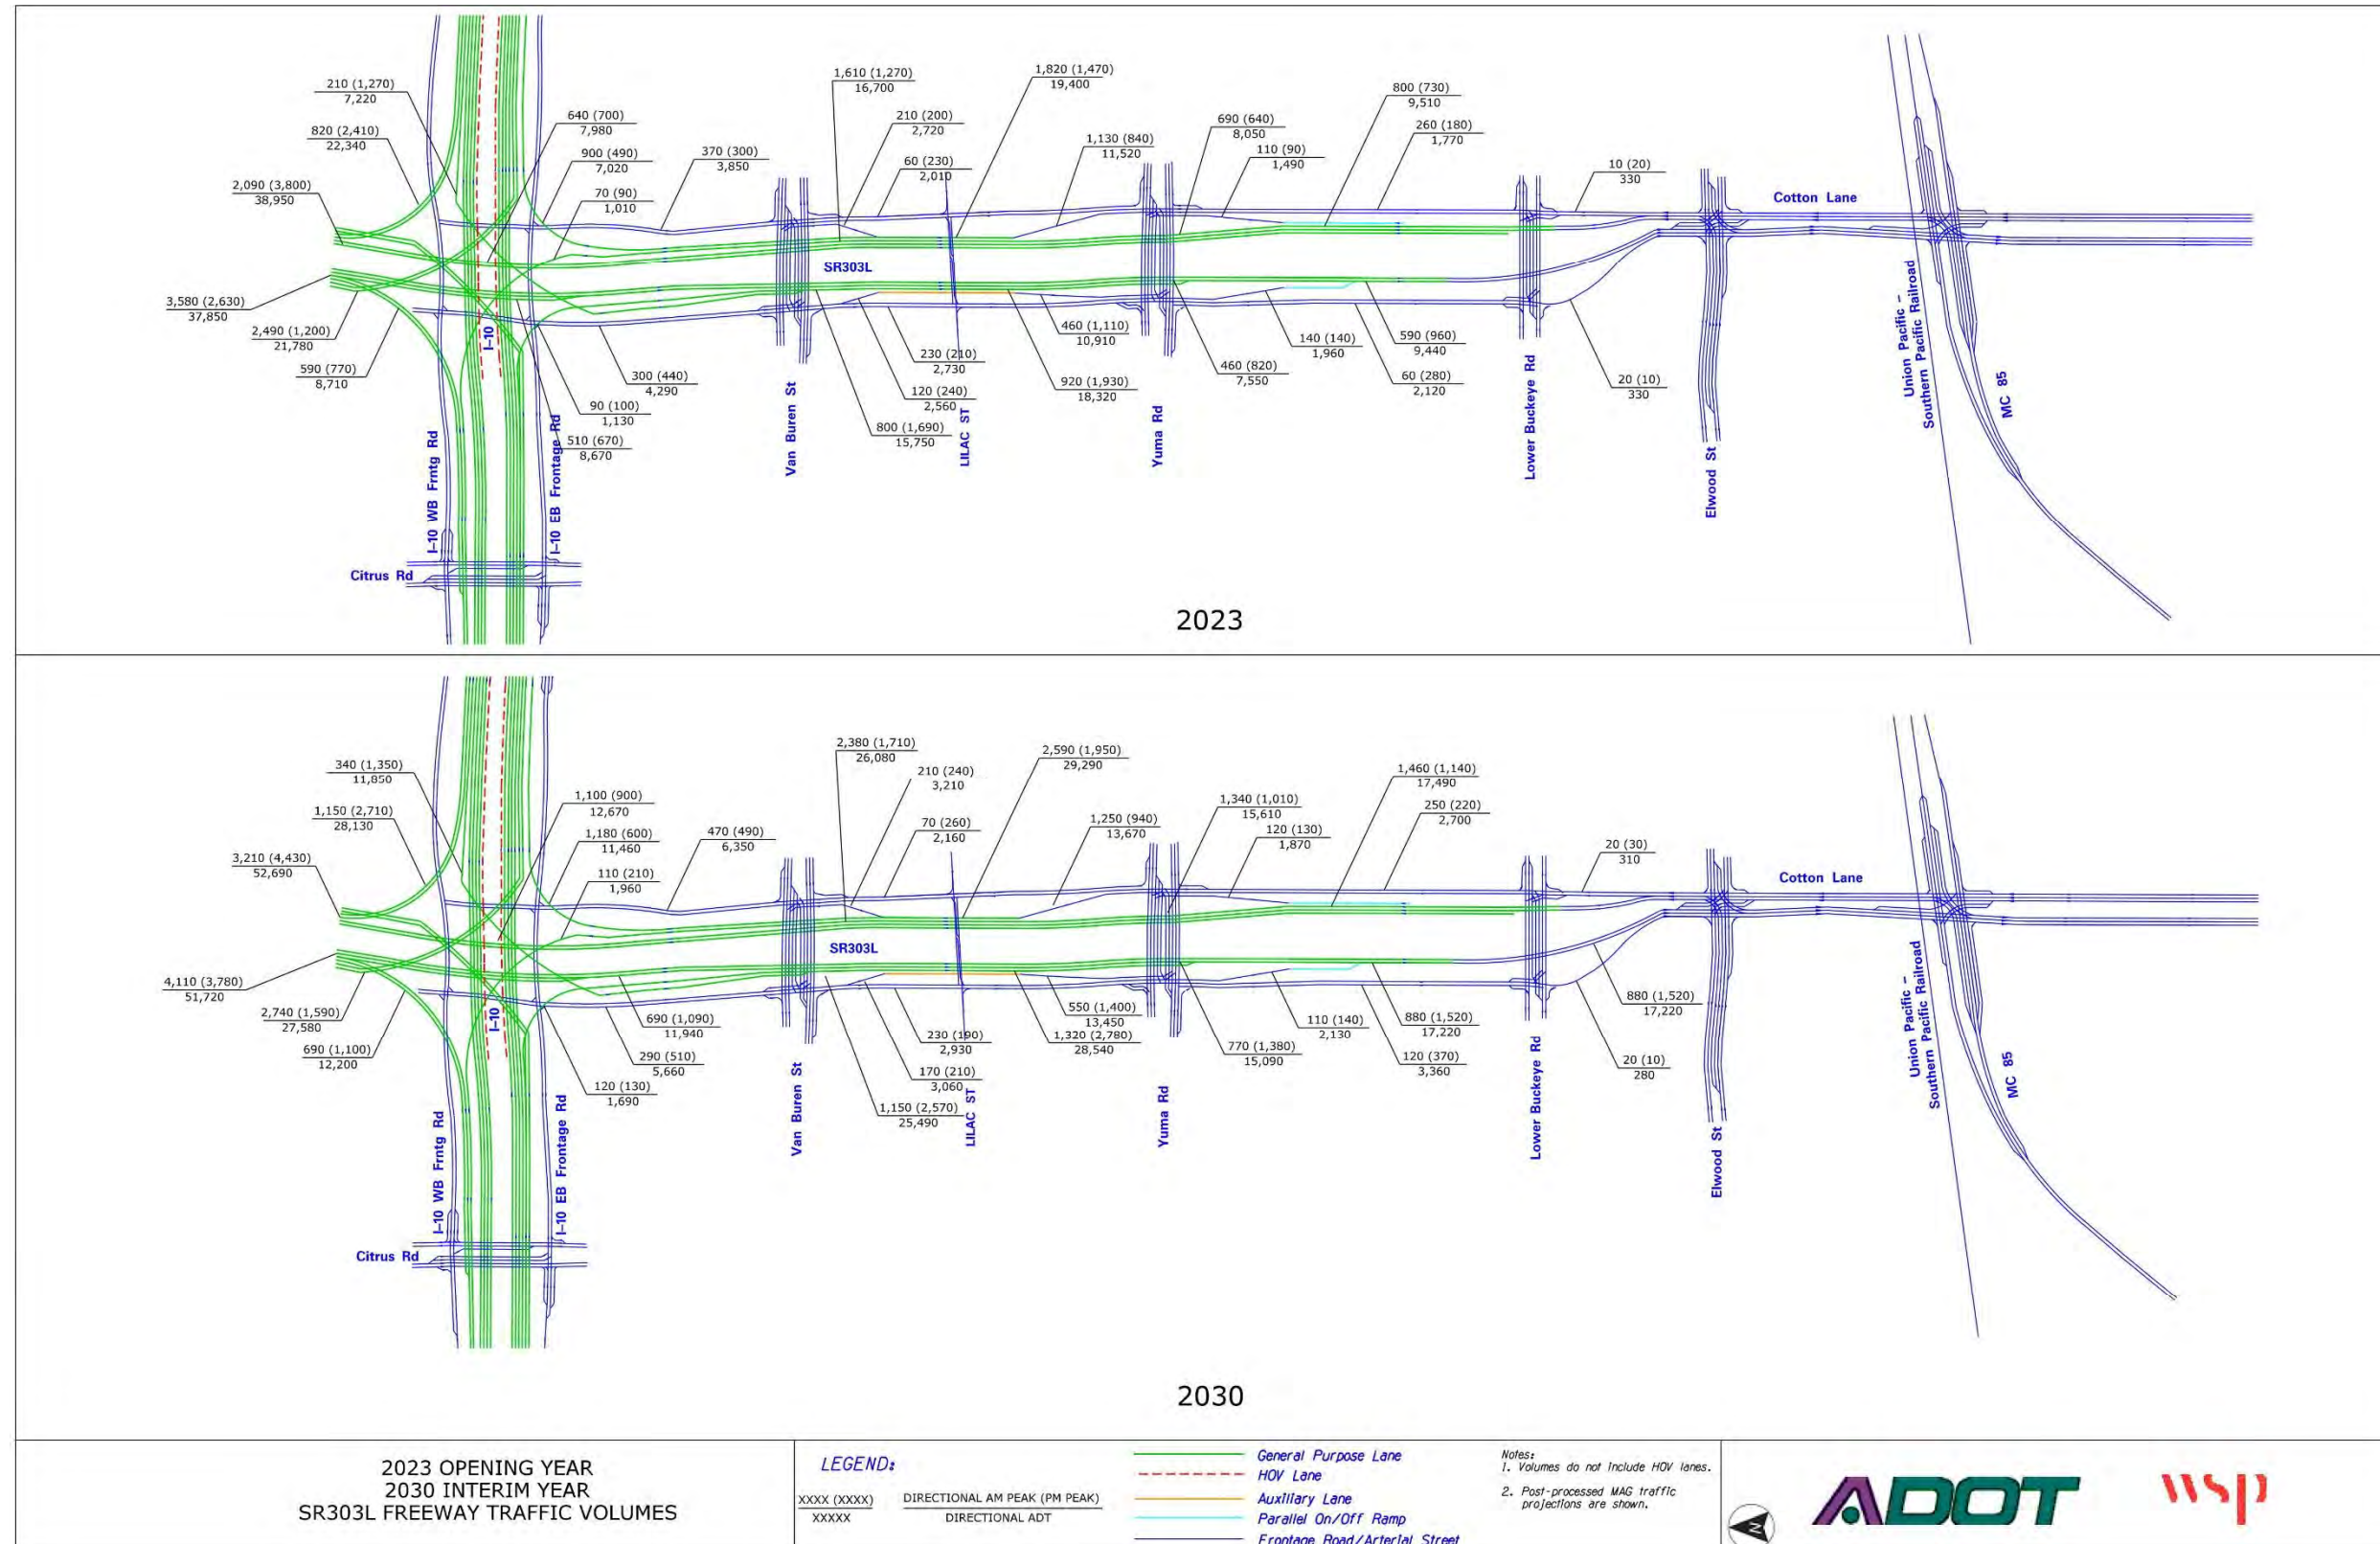 210 (1,270)
7,220
820 (2,410)
22,340
2,090 (3,800)
38,950
640 (700)
7,980
900 (490)
7,020
70 (90)
1,010
370 (300)
3,850
1,610 (1,270)
16,700
210 (200)
2,720
60 (230)
2,010
1,820 (1,470)
19,400
1,130 (840)
11,520
690 (640)
8,050
110 (90)
1,490
800 (730)
9,510
260 (180)
1,770
10 (20)
330
Cotton Lane
SR303L
3,580 (2,630)
37,850
2,490 (1,200)
21,780
590 (770)
8,710
I-10
300 (440)
4,290
90 (100)
1,130
510 (670)
8,670
230 (210)
2,730
120 (240)
2,560
800 (1,690)
15,750
460 (1,110)
10,910
920 (1,930)
18,320
460 (820)
7,550
140 (140)
1,960
590 (960)
9,440
60 (280)
2,120
20 (10)
330
I-10 WB Frntg Rd
I-10 EB Frontage Rd
Van Buren St
LILAC ST
Yuma Rd
Lower Buckeye Rd
Elwood St
Union Pacific -
Southern Pacific Railroad
MC 85
Citrus Rd
2023
340 (1,350)
11,850
1,150 (2,710)
28,130
3,210 (4,430)
52,690
1,100 (900)
12,670
1,180 (600)
11,460
110 (210)
1,960
470 (490)
6,350
2,380 (1,710)
26,080
210 (240)
3,210
70 (260)
2,160
2,590 (1,950)
29,290
1,250 (940)
13,670
1,340 (1,010)
15,610
120 (130)
1,870
1,460 (1,140)
17,490
250 (220)
2,700
20 (30)
310
Cotton Lane
SR303L
4,110 (3,780)
51,720
2,740 (1,590)
27,580
690 (1,100)
12,200
I-10
690 (1,090)
11,940
290 (510)
5,660
120 (130)
1,690
230 (190)
2,930
170 (210)
3,060
1,150 (2,570)
25,490
550 (1,400)
13,450
1,320 (2,780)
28,540
770 (1,380)
15,090
110 (140)
2,130
880 (1,520)
17,220
120 (370)
3,360
880 (1,520)
17,220
20 (10)
280
I-10 WB Frntg Rd
I-10 EB Frontage Rd
Van Buren St
LILAC ST
Yuma Rd
Lower Buckeye Rd
Elwood St
Union Pacific -
Southern Pacific Railroad
MC 85
Citrus Rd
2030
2023 OPENING YEAR
2030 INTERIM YEAR
SR303L FREEWAY TRAFFIC VOLUMES
LEGEND:
XXXX (XXXX)
XXXXX
DIRECTIONAL AM PEAK (PM PEAK)
DIRECTIONAL ADT
General Purpose Lane
HOV Lane
Auxiliary Lane
Parallel On/Off Ramp
Frontage Road/Arterial Street
Notes:
1. Volumes do not include HOV lanes.
2. Post-processed MAG traffic
projections are shown.
N
ADOT
wsp